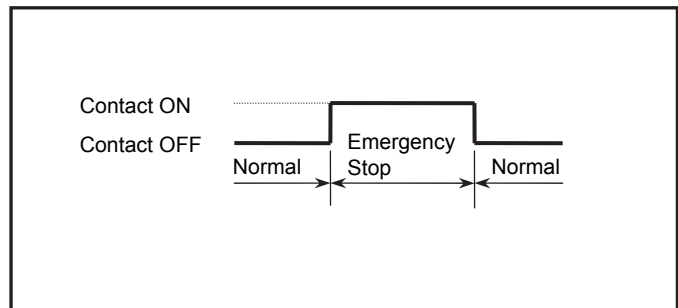 Contact ON
Contact OFF
Emergency
Normal
Stop
Normal